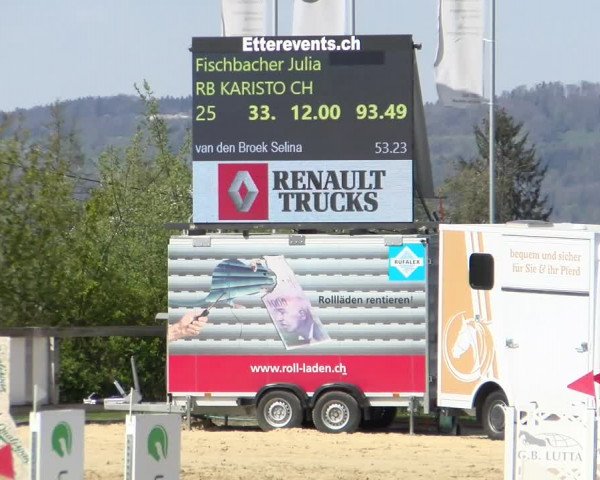 Etterevents.ch
Fischbacher Julia
RB KARISTO CH
25 33. 12.00 93.49
van den Broek Selina 53.23
RENAULT
TRUCKS
RUFALEX
Rollläden rentieren!
www.roll-laden.ch
bequem und sicher
für Sie & ihr Pferd
G.B. LUTTA